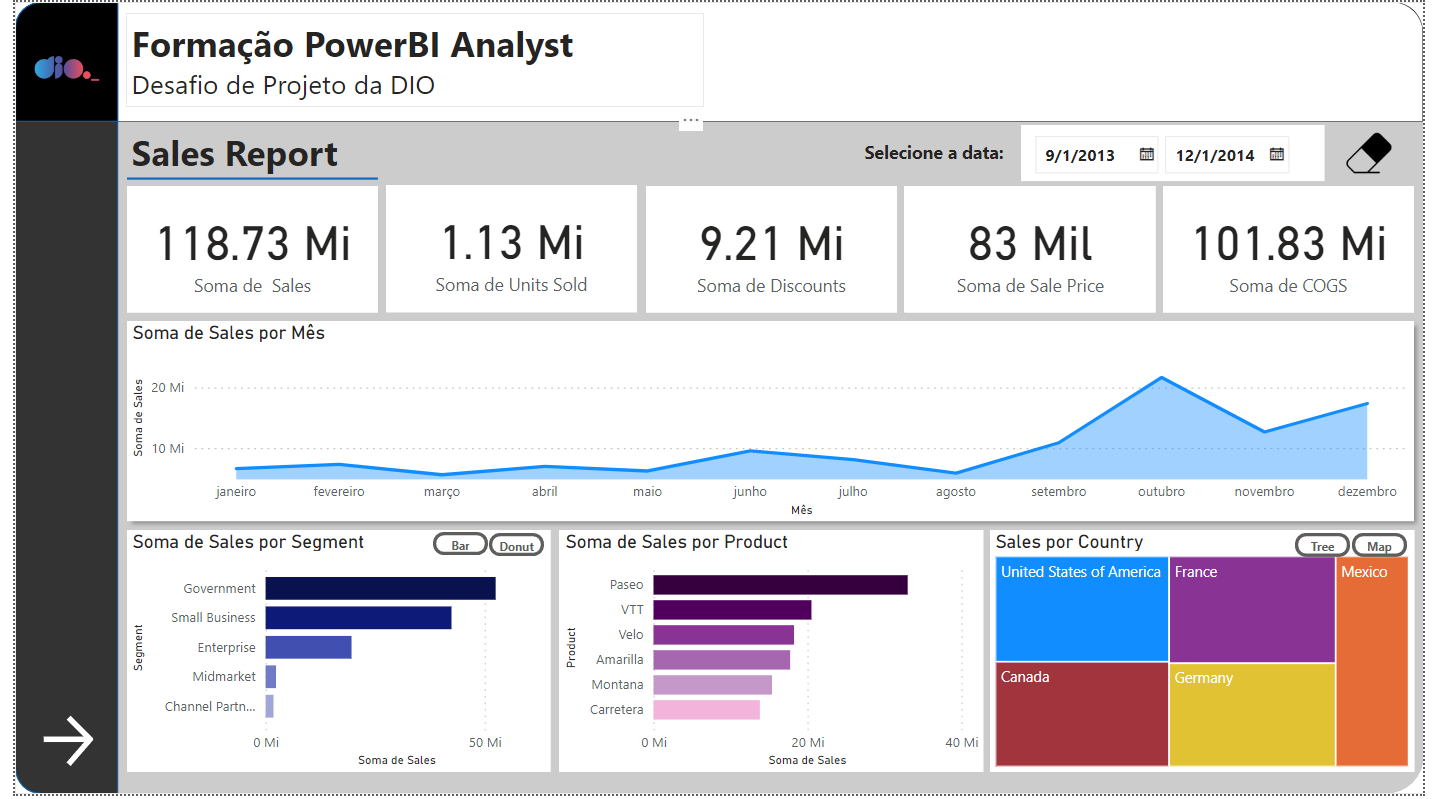 dio._
Formação PowerBI Analyst
Desafio de Projeto da DIO
Sales Report
Selecione a data:
9/1/2013
12/1/2014
118.73 Mi
Soma de Sales
1.13 Mi
Soma de Units Sold
9.21 Mi
Soma de Discounts
83 Mil
Soma de Sale Price
101.83 Mi
Soma de COGS
Soma de Sales por Mês
Soma de Sales
20 Mi
10 Mi
janeiro
fevereiro
março
abril
maio
junho
julho
agosto
setembro
outubro
novembro
dezembro
Mês
Soma de Sales por Segment
Bar
Donut
Segment
Government
Small Business
Enterprise
Midmarket
Channel Partn...
0 Mi
50 Mi
Soma de Sales
Soma de Sales por Product
Product
Paseo
VTT
Velo
Amarilla
Montana
Carretera
0 Mi
20 Mi
40 Mi
Soma de Sales
Sales por Country
Tree
Map
United States of America
France
Mexico
Canada
Germany